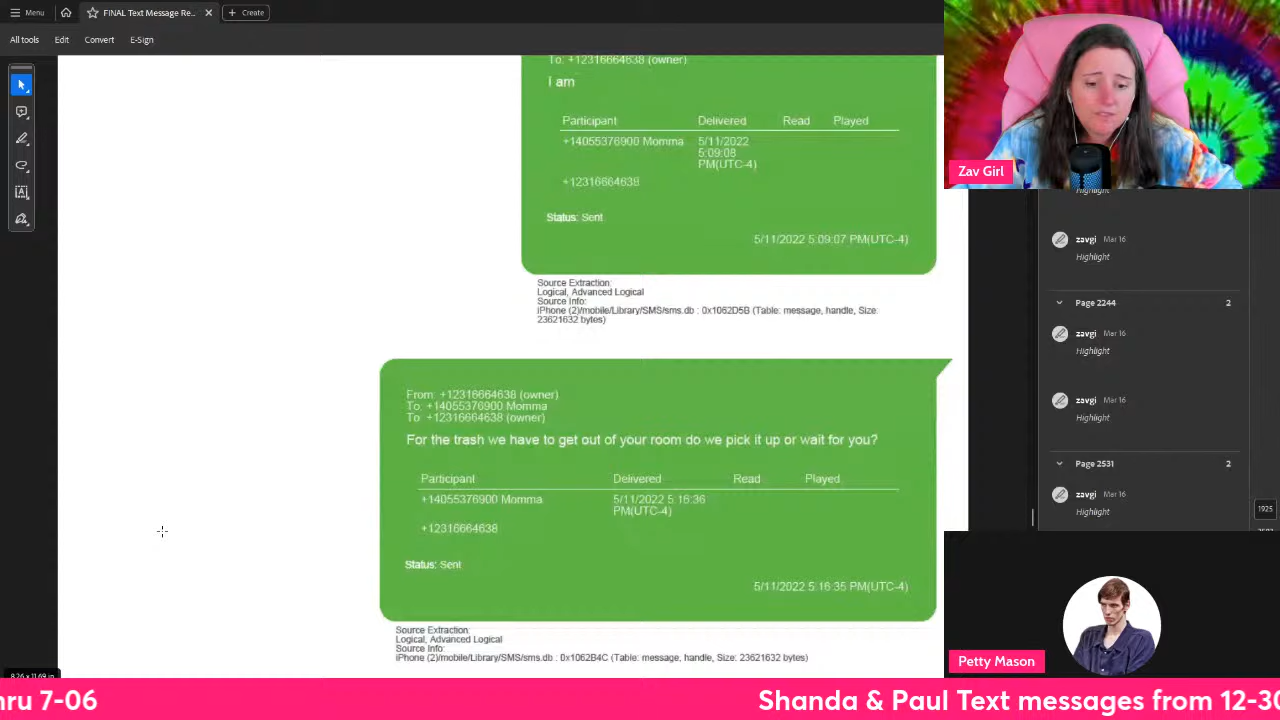 Menu
FINAL Text Message Re...
Create
All tools
Edit
Convert
E-Sign
To: +12316664638 (owner)
I am
Participant Delivered Read Played
+14055376900 Momma 5/11/2022
5:09:08
PM(UTC-4)
+12316664638
Status: Sent
5/11/2022 5:09:07 PM(UTC-4)
Source Extraction:
Logical, Advanced Logical
Source Info:
iPhone (2)/mobile/Library/SMS/sms.db : 0x1062D5B (Table: message, handle, Size:
23621632 bytes)
From: +12316664638 (owner)
To: +14055376900 Momma
To: +12316664638 (owner)
For the trash we have to get out of your room do we pick it up or wait for you?
Participant Delivered Read Played
+14055376900 Momma 5/11/2022 5:16:36
PM(UTC-4)
+12316664638
Status: Sent
5/11/2022 5:16:35 PM(UTC-4)
Source Extraction:
Logical, Advanced Logical
Source Info:
iPhone (2)/mobile/Library/SMS/sms.db : 0x1062B4C (Table: message, handle, Size: 23621632 bytes)
8.26 x 11.69 in
Zav Girl
Highlight
zavgi Mar 16
Highlight
Page 2244 2
zavgi Mar 16
Highlight
zavgi Mar 16
Highlight
Page 2531 2
zavgi Mar 16
Highlight
1925
Petty Mason
hru 7-06
Shanda & Paul Text messages from 12-30